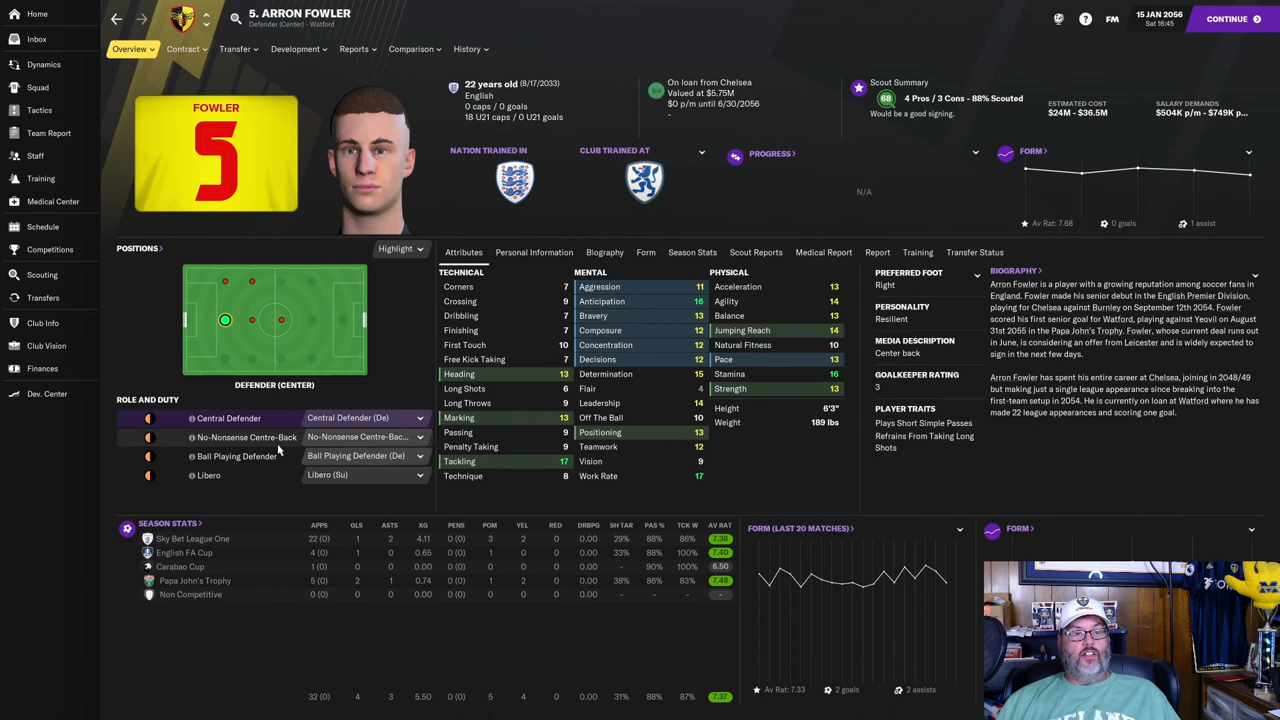 Home
Inbox
Dynamics
Squad
Tactics
Team Report
Staff
Training
Medical Center
Schedule
Competitions
Scouting
Transfers
Club Info
Club Vision
Finances
Dev. Center
5. ARRON FOWLER
Defender (Center) - Watford
FM
15 JAN 2056
Sat 16:45
CONTINUE
Overview
Contract
Transfer
Development
Reports
Comparison
History
FOWLER
5
22 years old (8/17/2033)
English
0 caps / 0 goals
18 U21 caps / 0 U21 goals
Bid
On loan from Chelsea
Valued at $5.75M
$0 p/m until 6/30/2056
-
Scout Summary
68
4 Pros / 3 Cons - 88% Scouted
Would be a good signing.
ESTIMATED COST
$24M - $36.5M
SALARY DEMANDS
$504K p/m - $749K p...
NATION TRAINED IN
CLUB TRAINED AT
PROGRESS
N/A
FORM
Av Rat: 7.68
0 goals
1 assist
POSITIONS
Highlight
DEFENDER (CENTER)
ROLE AND DUTY
Central Defender
Central Defender (De)
No-Nonsense Centre-Back
No-Nonsense Centre-Bac...
Ball Playing Defender
Ball Playing Defender (De)
Libero
Libero (Su)
Attributes
Personal Information
Biography
Form
Season Stats
Scout Reports
Medical Report
Report
Training
Transfer Status
TECHNICAL
Corners 7
Crossing 9
Dribbling 7
Finishing 7
First Touch 10
Free Kick Taking 7
Heading 13
Long Shots 6
Long Throws 9
Marking 13
Passing 9
Penalty Taking 9
Tackling 17
Technique 8
MENTAL
Aggression 11
Anticipation 16
Bravery 13
Composure 12
Concentration 12
Decisions 12
Determination 15
Flair 4
Leadership 14
Off The Ball 10
Positioning 13
Teamwork 12
Vision 9
Work Rate 17
PHYSICAL
Acceleration 13
Agility 14
Balance 13
Jumping Reach 14
Natural Fitness 10
Pace 13
Stamina 16
Strength 13
Height 6'3"
Weight 189 lbs
PREFERRED FOOT
Right
PERSONALITY
Resilient
MEDIA DESCRIPTION
Center back
GOALKEEPER RATING
3
PLAYER TRAITS
Plays Short Simple Passes
Refrains From Taking Long
Shots
BIOGRAPHY
Arron Fowler is a player with a growing reputation among soccer fans in
England. Fowler made his senior debut in the English Premier Division,
playing for Chelsea against Burnley on September 12th 2054. Fowler
scored his first senior goal for Watford, playing against Yeovil on August
31st 2055 in the Papa John's Trophy. Fowler, whose current deal runs out
in June, is considering an offer from Leicester and is widely expected to
sign in the next few days.
Arron Fowler has spent his entire career at Chelsea, joining in 2048/49
but making just a single league appearance since breaking into the
first-team setup in 2054. He is currently on loan at Watford where he has
made 22 league appearances and scoring one goal.
SEASON STATS
APPS GLS ASTS XG PENS POM YEL RED DRBPG SH TAR PAS % TCK W AV RAT
Sky Bet League One 22 (0) 1 2 4.11 0 (0) 3 2 0 0.00 29% 88% 86% 7.38
English FA Cup 4 (0) 1 0 0.65 0 (0) 1 0 0 0.00 33% 88% 100% 7.40
Carabao Cup 1 (0) 0 0 0.00 0 (0) 0 0 0 0.00 - 90% 100% 6.50
Papa John's Trophy 5 (0) 2 1 0.74 0 (0) 1 2 0 0.00 38% 86% 83% 7.48
Non Competitive 0 (0) 0 0 0.00 0 (0) 0 0 0 0.00 - - - -
32 (0) 4 3 5.50 0 (0) 5 4 0 0.00 31% 88% 87% 7.37
FORM (LAST 20 MATCHES)
Av Rat: 7.33
2 goals
2 assists
FORM